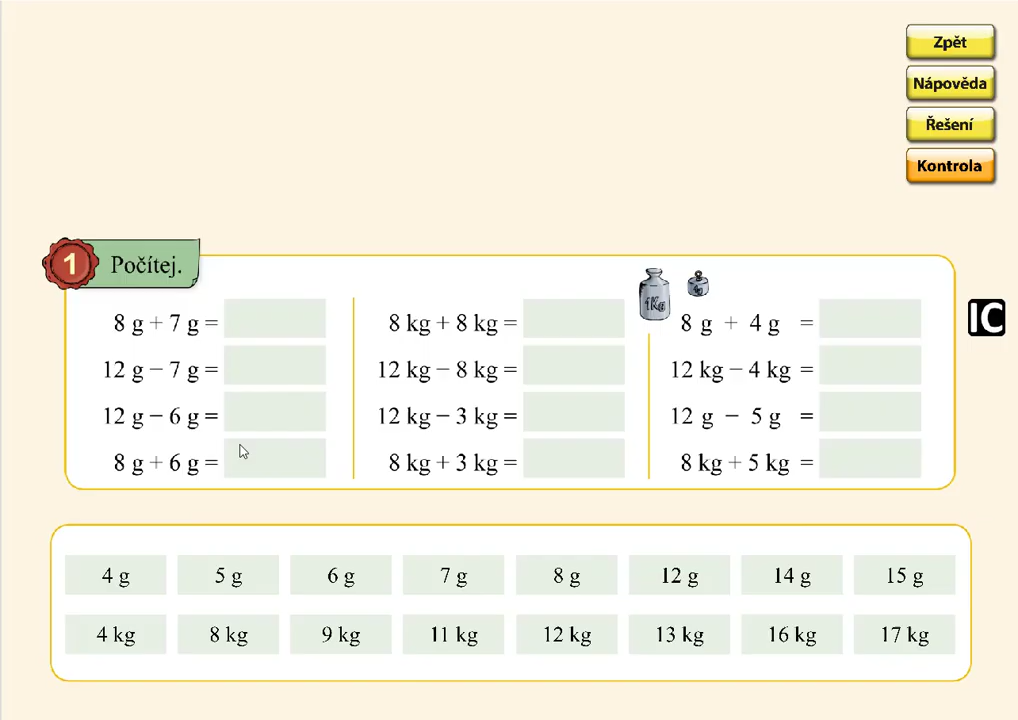 Zpět
Nápověda
Řešení
Kontrola
1 Počítej.
1Kg
8 g + 7 g =
12 g − 7 g =
12 g − 6 g =
8 g + 6 g =
8 kg + 8 kg =
12 kg − 8 kg =
12 kg − 3 kg =
8 kg + 3 kg =
8 g + 4 g =
12 kg − 4 kg =
12 g − 5 g =
8 kg + 5 kg =
IC
4 g 5 g 6 g 7 g 8 g 12 g 14 g 15 g
4 kg 8 kg 9 kg 11 kg 12 kg 13 kg 16 kg 17 kg